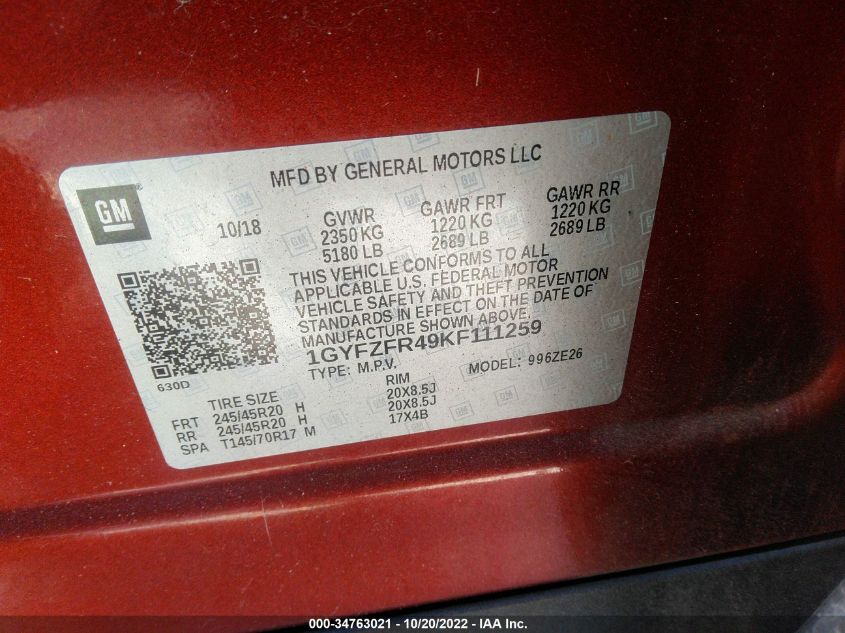 MFD BY GENERAL MOTORS LLC
GM
10/18 GVWR GAWR FRT GAWR RR
2350 KG 1220 KG 1220 KG
5180 LB 2689 LB 2689 LB
THIS VEHICLE CONFORMS TO ALL
APPLICABLE U.S. FEDERAL MOTOR
VEHICLE SAFETY AND THEFT PREVENTION
STANDARDS IN EFFECT ON THE DATE OF
MANUFACTURE SHOWN ABOVE.
1GYFZFR49KF111259
630D
TYPE: M.P.V. MODEL: 996ZE26
TIRE SIZE RIM
FRT 245/45R20 H 20X8.5J
RR 245/45R20 H 20X8.5J
SPA T145/70R17 M 17X4B
000-34763021 - 10/20/2022 - IAA Inc.